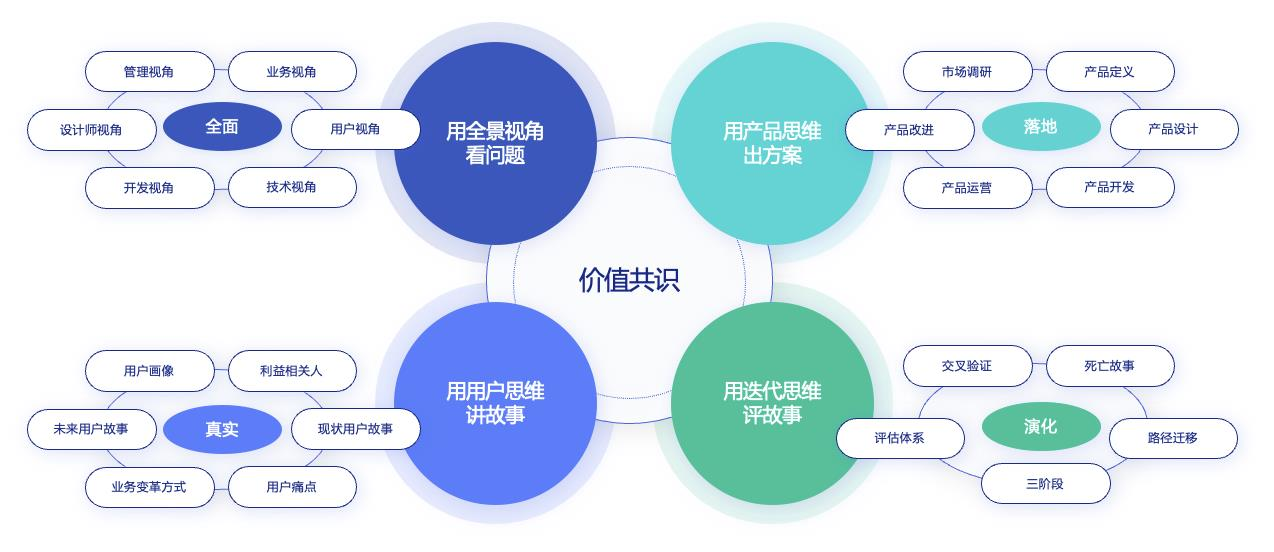 管理视角
业务视角
设计师视角
全面
用户视角
开发视角
技术视角
用全景视角
看问题
用产品思维
出方案
市场调研
产品定义
产品改进
落地
产品设计
产品运营
产品开发
价值共识
用户画像
利益相关人
未来用户故事
真实
现状用户故事
业务变革方式
用户痛点
用用户思维
讲故事
用迭代思维
评故事
交叉验证
死亡故事
评估体系
演化
路径迁移
三阶段